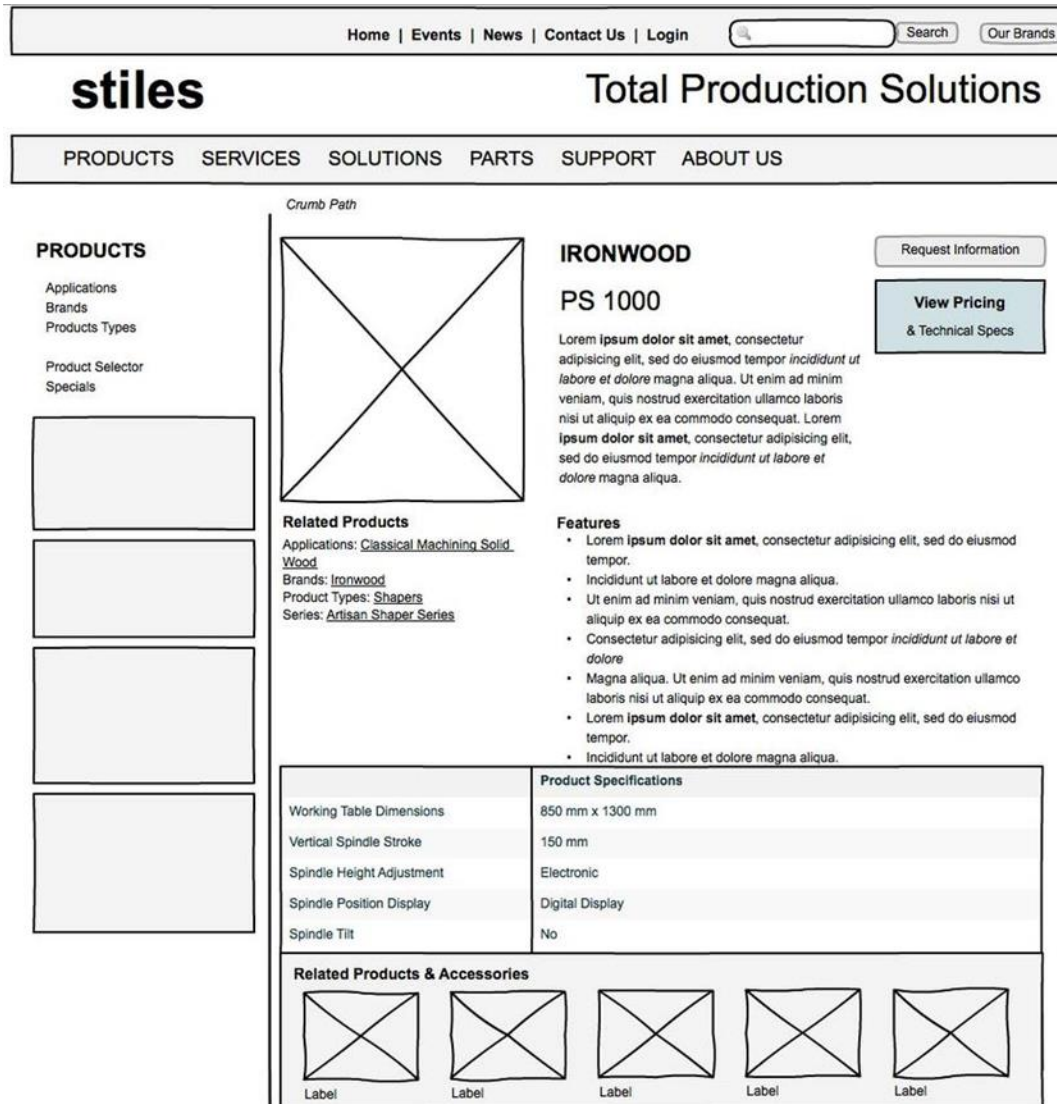 Home | Events | News | Contact Us | Login
Search
Our Brands
stiles
Total Production Solutions
PRODUCTS SERVICES SOLUTIONS PARTS SUPPORT ABOUT US
Crumb Path
PRODUCTS
Applications
Brands
Products Types
Product Selector
Specials
IRONWOOD
PS 1000
Lorem ipsum dolor sit amet, consectetur
adipisicing elit, sed do eiusmod tempor incididunt ut
labore et dolore magna aliqua. Ut enim ad minim
veniam, quis nostrud exercitation ullamco laboris
nisi ut aliquip ex ea commodo consequat. Lorem
ipsum dolor sit amet, consectetur adipisicing elit,
sed do eiusmod tempor incididunt ut labore et
dolore magna aliqua.
Request Information
View Pricing
& Technical Specs
Related Products
Applications: Classical Machining Solid
Wood
Brands: Ironwood
Product Types: Shapers
Series: Artisan Shaper Series
Features
• Lorem ipsum dolor sit amet, consectetur adipisicing elit, sed do eiusmod
tempor.
• Incididunt ut labore et dolore magna aliqua.
• Ut enim ad minim veniam, quis nostrud exercitation ullamco laboris nisi ut
aliquip ex ea commodo consequat.
• Consectetur adipisicing elit, sed do eiusmod tempor incididunt ut labore et
dolore
• Magna aliqua. Ut enim ad minim veniam, quis nostrud exercitation ullamco
laboris nisi ut aliquip ex ea commodo consequat.
• Lorem ipsum dolor sit amet, consectetur adipisicing elit, sed do eiusmod
tempor.
• Incididunt ut labore et dolore magna aliqua.
Product Specifications
Working Table Dimensions 850 mm x 1300 mm
Vertical Spindle Stroke 150 mm
Spindle Height Adjustment Electronic
Spindle Position Display Digital Display
Spindle Tilt No
Related Products & Accessories
Label Label Label Label Label